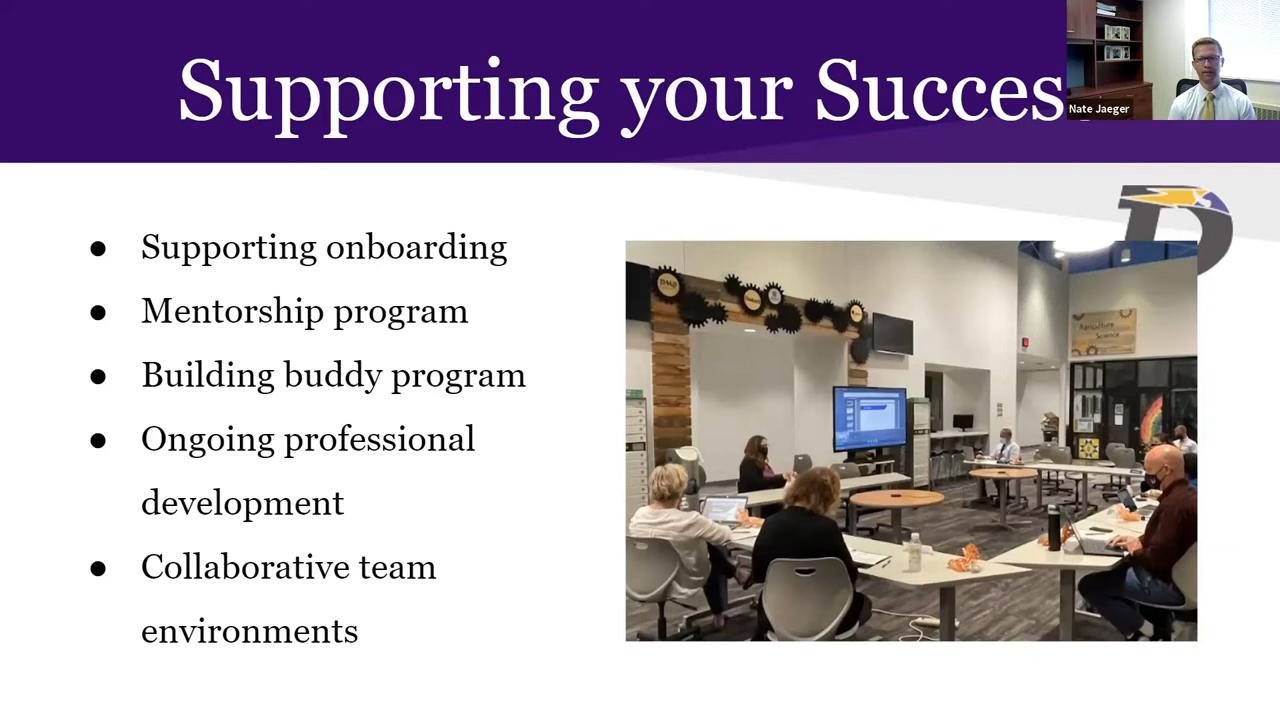 Supporting your Succes
Nate Jaeger
D
● Supporting onboarding
● Mentorship program
● Building buddy program
● Ongoing professional
development
● Collaborative team
environments
Agriculture
Science